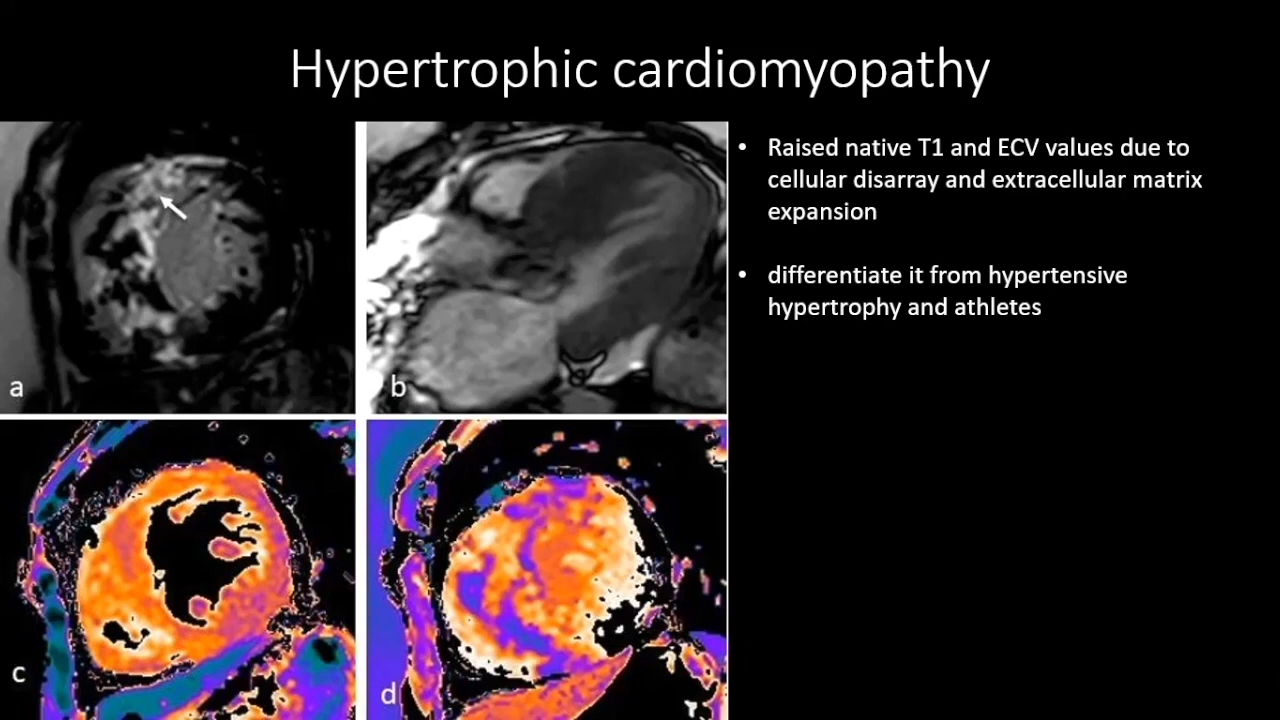 Hypertrophic cardiomyopathy
• Raised native T1 and ECV values due to
cellular disarray and extracellular matrix
expansion
• differentiate it from hypertensive
hypertrophy and athletes
a
b
c
d